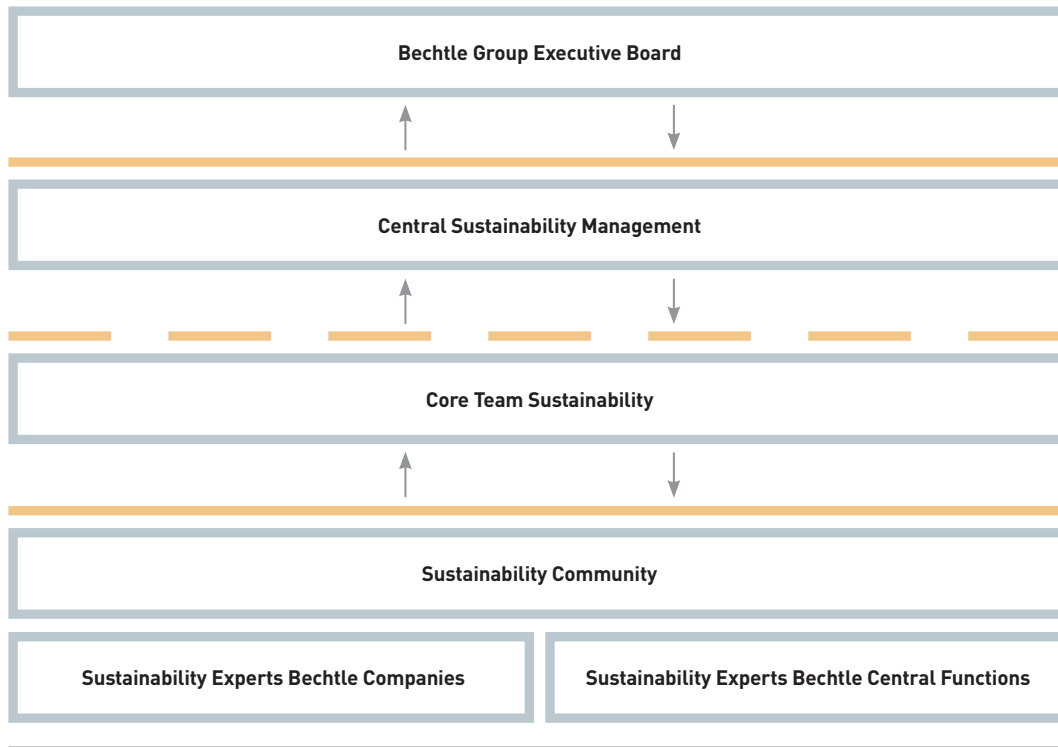 Bechtle Group Executive Board
Central Sustainability Management
Core Team Sustainability
Sustainability Community
Sustainability Experts Bechtle Companies
Sustainability Experts Bechtle Central Functions